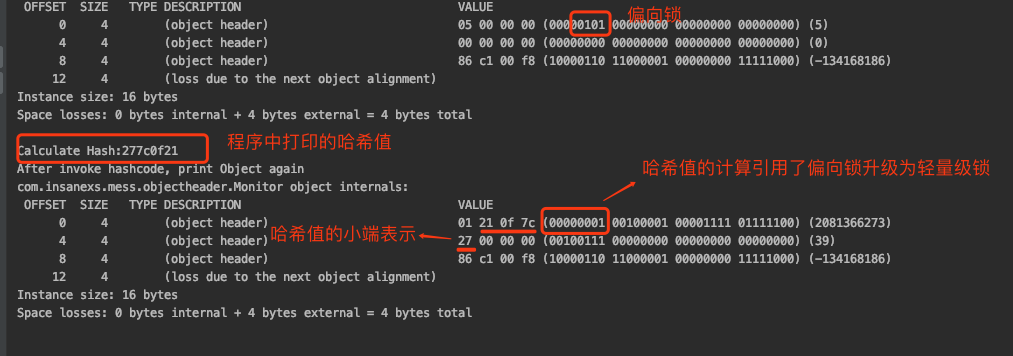 OFFSET SIZE TYPE DESCRIPTION VALUE
偏向锁
0 4 (object header) 05 00 00 00 (00000101 00000000 00000000 00000000) (5)
4 4 (object header) 00 00 00 00 (00000000 00000000 00000000 00000000) (0)
8 4 (object header) 86 c1 00 f8 (10000110 11000001 00000000 11111000) (-134168186)
12 4 (loss due to the next object alignment)
Instance size: 16 bytes
Space losses: 0 bytes internal + 4 bytes external = 4 bytes total
程序中打印的哈希值
Calculate Hash:277c0f21
After invoke hashcode, print Object again
哈希值的计算引用了偏向锁升级为轻量级锁
com.insanexs.mess.objectheader.Monitor object internals:
OFFSET SIZE TYPE DESCRIPTION VALUE
0 4 (object header) 01 21 0f 7c (00000001 00100001 00001111 01111100) (2081366273)
哈希值的小端表示
4 4 (object header) 27 00 00 00 (00100111 00000000 00000000 00000000) (39)
8 4 (object header) 86 c1 00 f8 (10000110 11000001 00000000 11111000) (-134168186)
12 4 (loss due to the next object alignment)
Instance size: 16 bytes
Space losses: 0 bytes internal + 4 bytes external = 4 bytes total